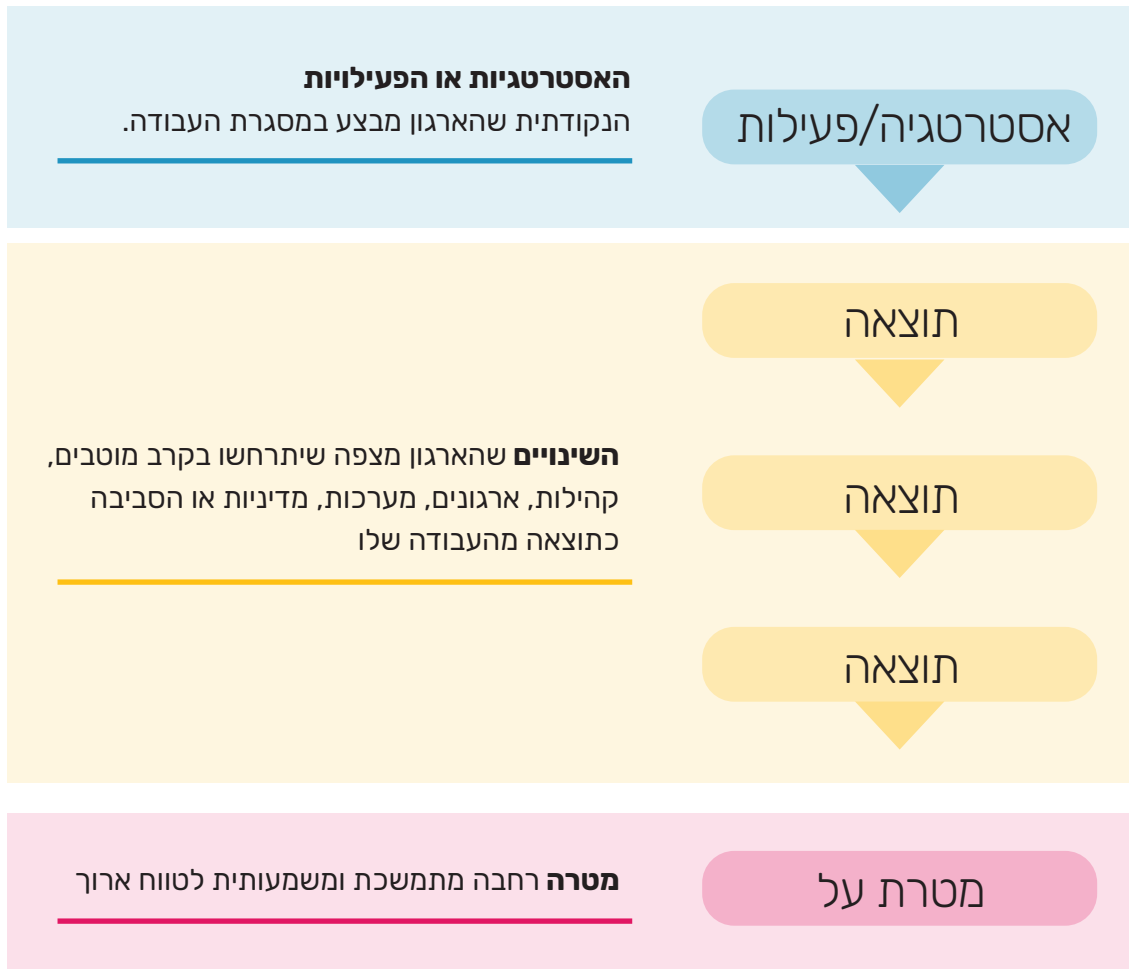 אסטרטגיה/פעילות
האסטרטגיות או הפעילויות
הנקודתית שהארגון מבצע במסגרת העבודה.
תוצאה
תוצאה
תוצאה
השינויים שהארגון מצפה שיתרחשו בקרב מוטבים,
קהילות, ארגונים, מערכות, מדיניות או הסביבה
כתוצאה מהעבודה שלו
מטרת על
מטרה רחבה מתמשכת ומשמעותית לטווח ארוך